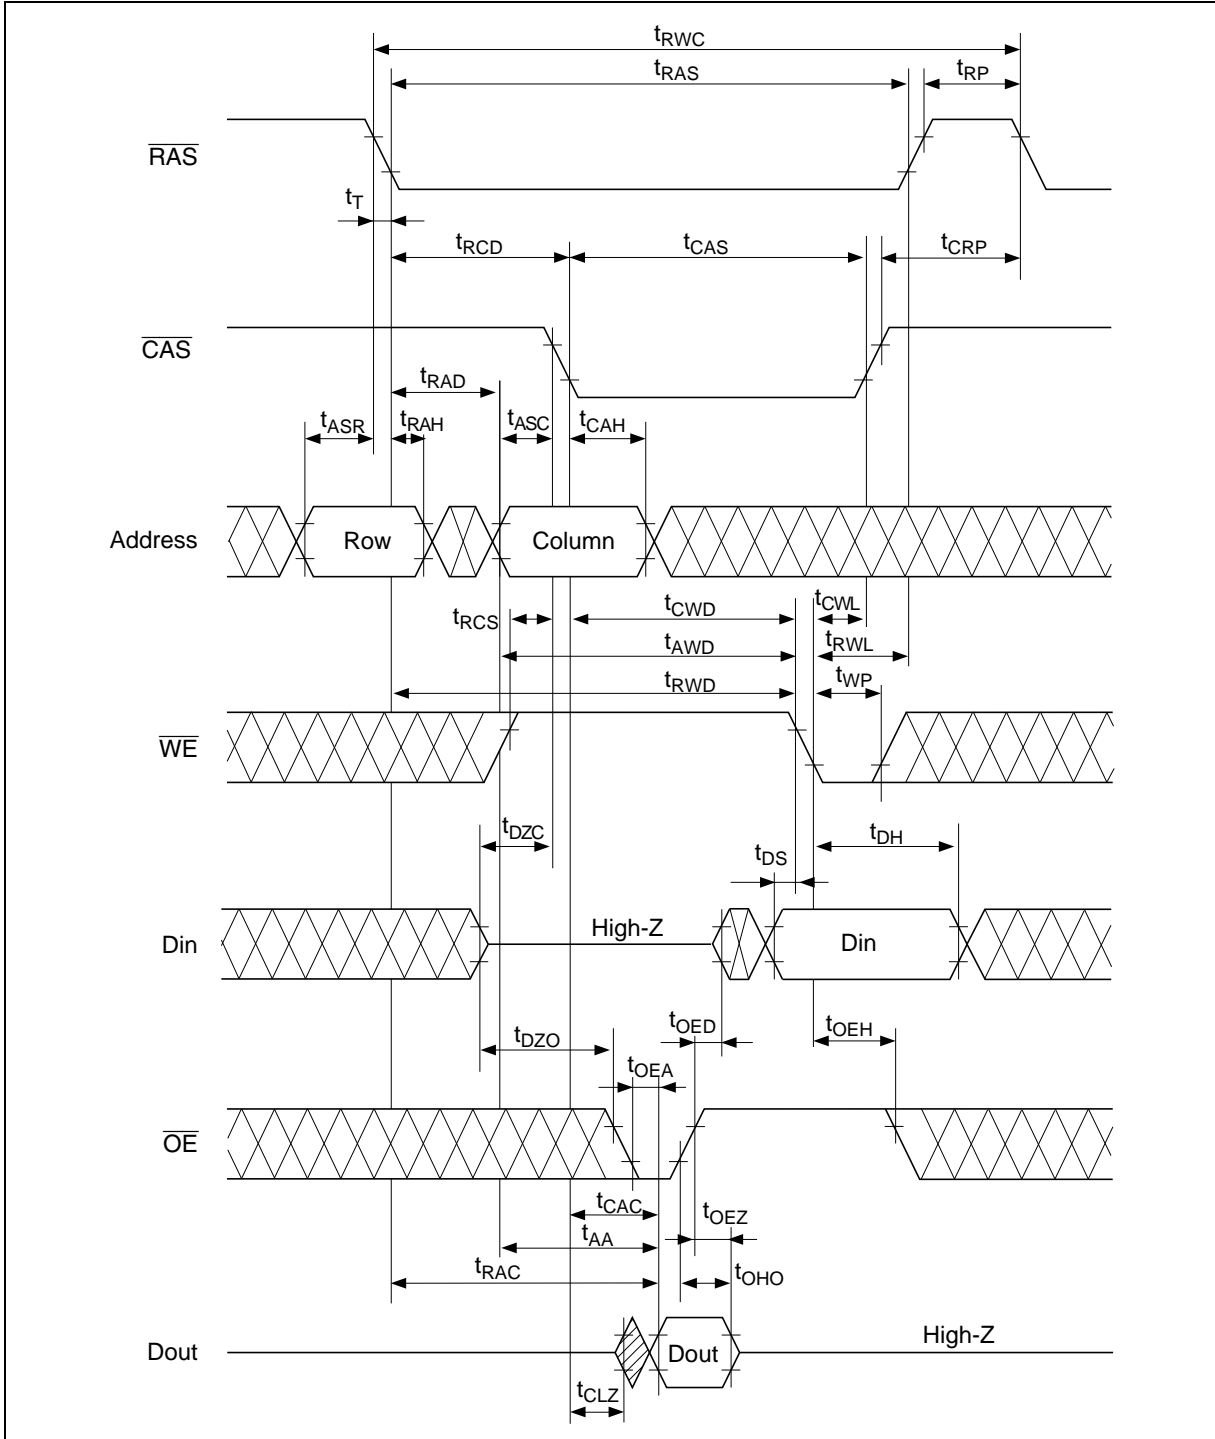 tRWC
tRAS
tRP
RAS
tT
tRCD
tCAS
tCRP
CAS
tRAD
tASR
tRAH
tASC
tCAH
Address
Row
Column
tRCS
tCWD
tCWL
tAWD
tRWL
tRWD
tWP
WE
tDZC
tDS
tDH
Din
High-Z
Din
tDZO
tOED
tOEH
tOEA
OE
tCAC
tOEZ
tAA
tRAC
tOHO
Dout
Dout
High-Z
tCLZ